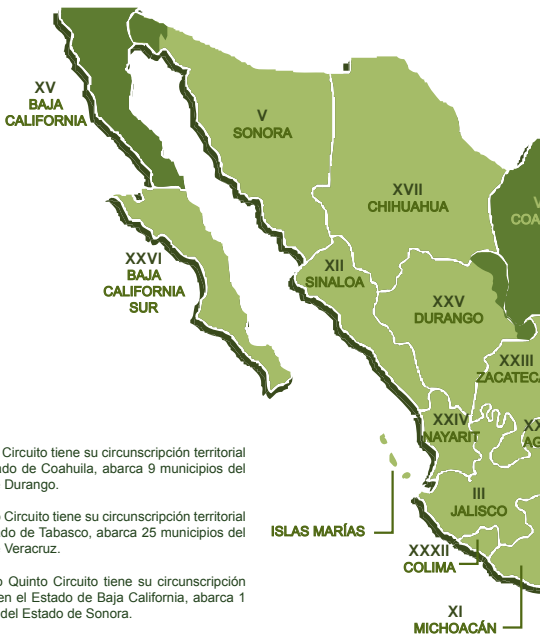 XV
BAJA
CALIFORNIA
V
SONORA
XVII
CHIHUAHUA
XXVI
BAJA
CALIFORNIA
SUR
XII
SINALOA
XXV
DURANGO
XXIII
XXIV
NAYARIT
III
JALISCO
ISLAS MARÍAS
XXXII
COLIMA
XI
MICHOACÁN
Circuito tiene su circunscripción territorial
de Coahuila, abarca 9 municipios del
Durango.
Circuito tiene su circunscripción territorial
de Tabasco, abarca 25 municipios del
Veracruz.
Quinto Circuito tiene su circunscripción
en el Estado de Baja California, abarca 1
del Estado de Sonora.